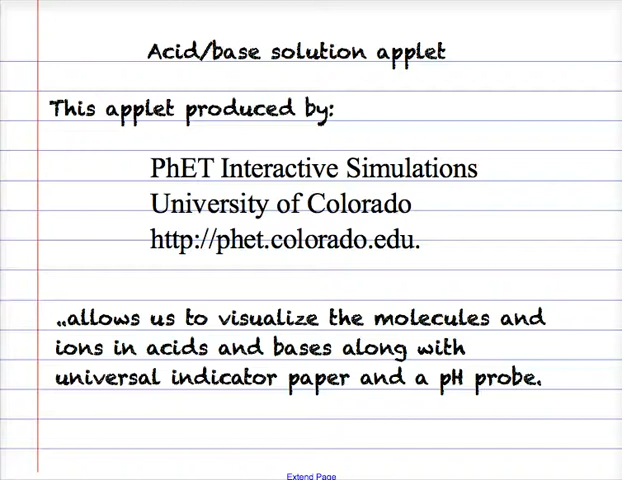 Acid/base solution applet
This applet produced by:
PhET Interactive Simulations
University of Colorado
http://phet.colorado.edu.
..allows us to visualize the molecules and
ions in acids and bases along with
universal indicator paper and a pH probe.
Extend Page